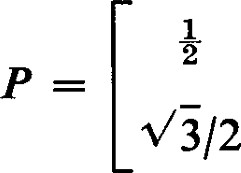 P = [ 1/2
√3/2